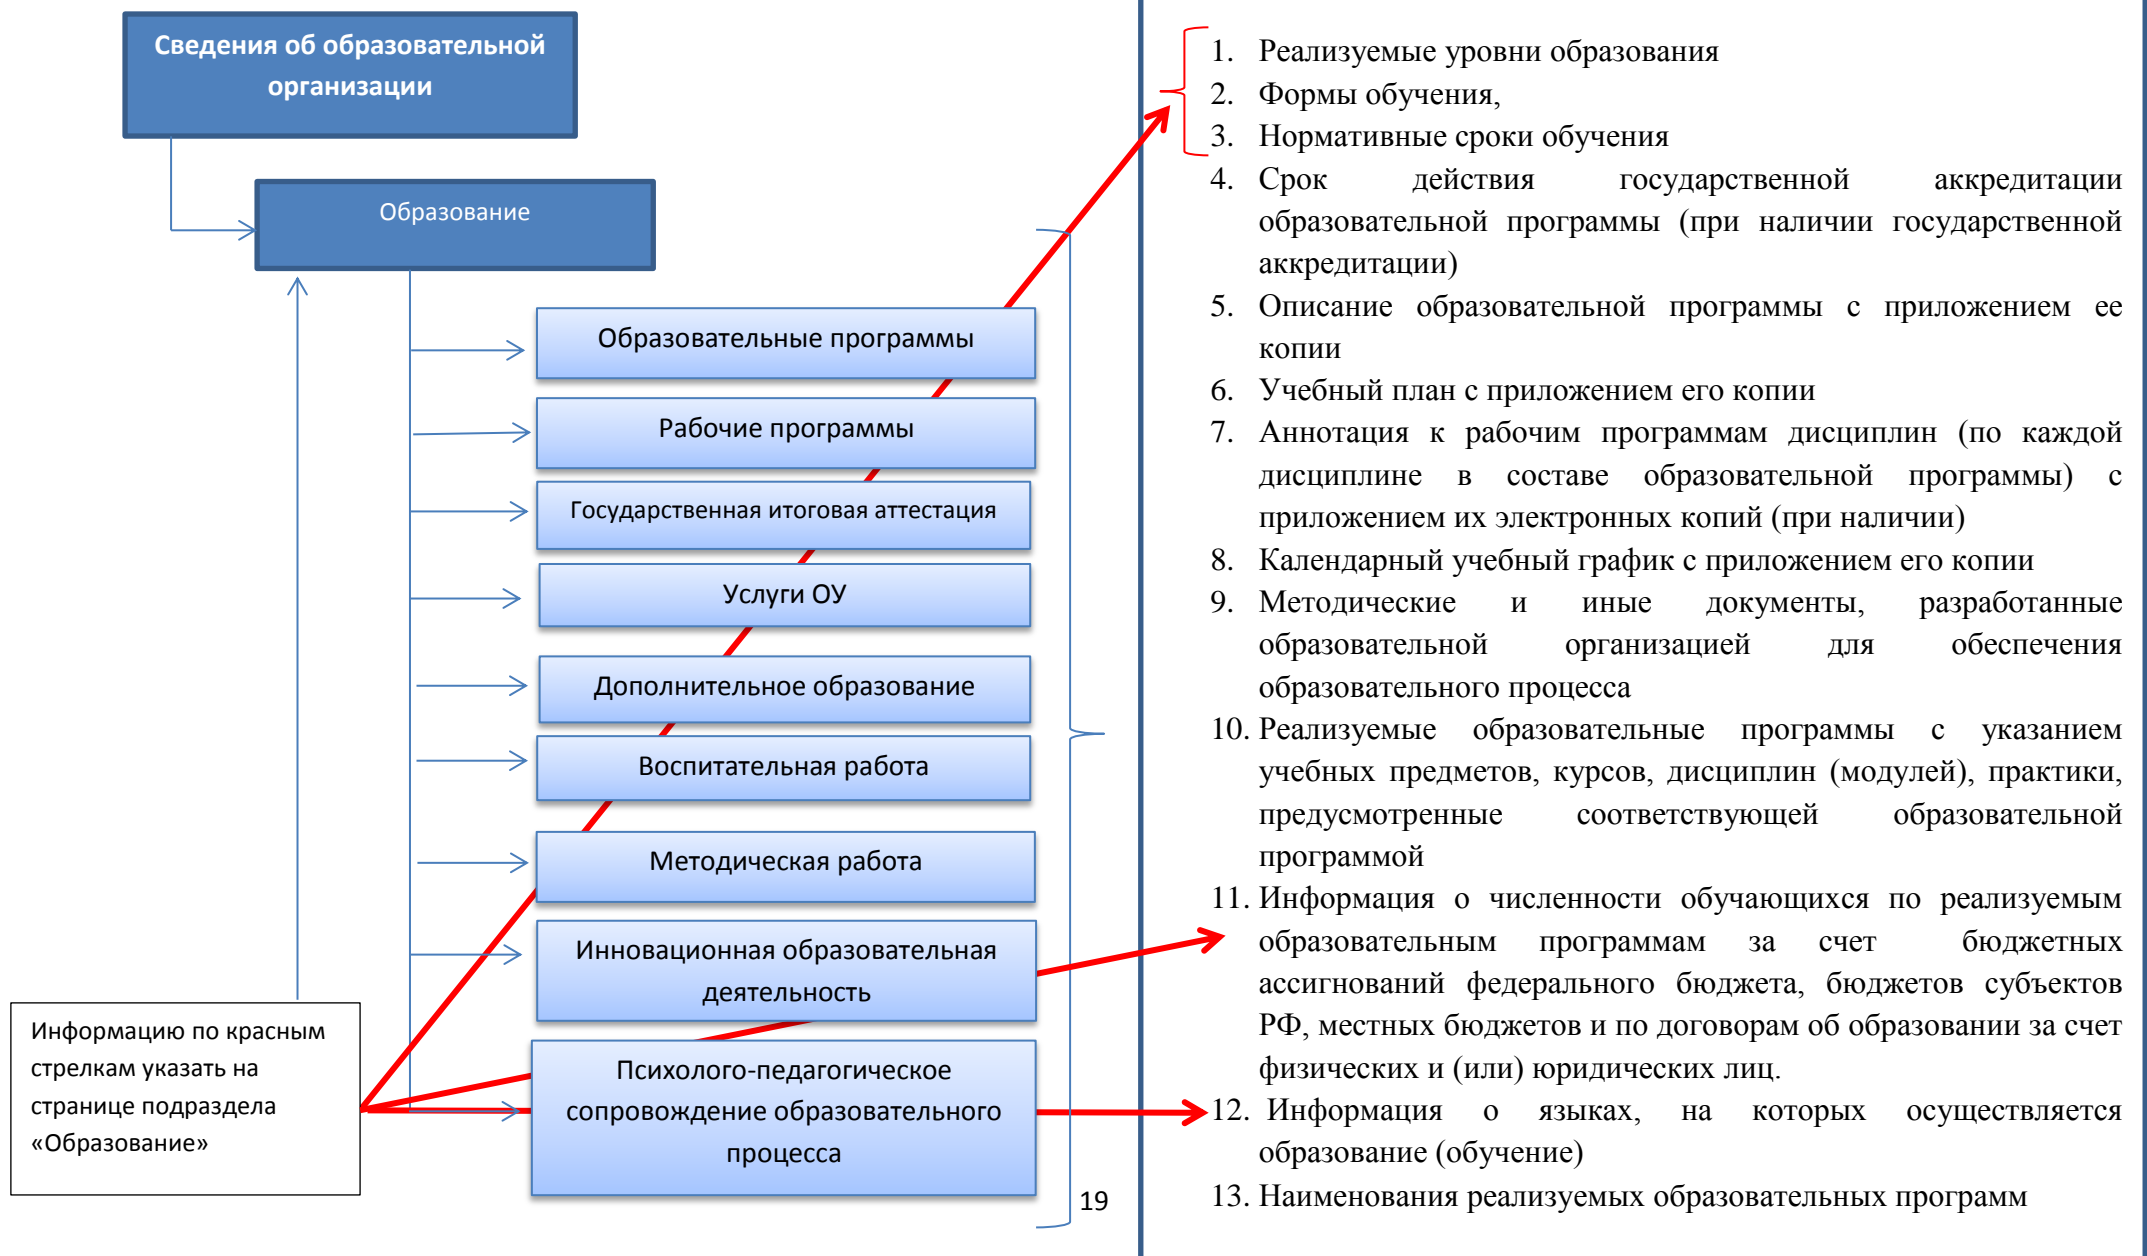 Сведения об образовательной
организации
Образование
Образовательные программы
Рабочие программы
Государственная итоговая аттестация
Услуги ОУ
Дополнительное образование
Воспитательная работа
Методическая работа
Инновационная образовательная
деятельность
Психолого-педагогическое
сопровождение образовательного
процесса
Информацию по красным
стрелкам указать на
странице подраздела
«Образование»
19
1. Реализуемые уровни образования
2. Формы обучения,
3. Нормативные сроки обучения
4. Срок действия государственной аккредитации
образовательной программы (при наличии государственной
аккредитации)
5. Описание образовательной программы с приложением ее
копии
6. Учебный план с приложением его копии
7. Аннотация к рабочим программам дисциплин (по каждой
дисциплине в составе образовательной программы) с
приложением их электронных копий (при наличии)
8. Календарный учебный график с приложением его копии
9. Методические и иные документы, разработанные
образовательной организацией для обеспечения
образовательного процесса
10. Реализуемые образовательные программы с указанием
учебных предметов, курсов, дисциплин (модулей), практики,
предусмотренные соответствующей образовательной
программой
11. Информация о численности обучающихся по реализуемым
образовательным программам за счет бюджетных
ассигнований федерального бюджета, бюджетов субъектов
РФ, местных бюджетов и по договорам об образовании за счет
физических и (или) юридических лиц.
12. Информация о языках, на которых осуществляется
образование (обучение)
13. Наименования реализуемых образовательных программ